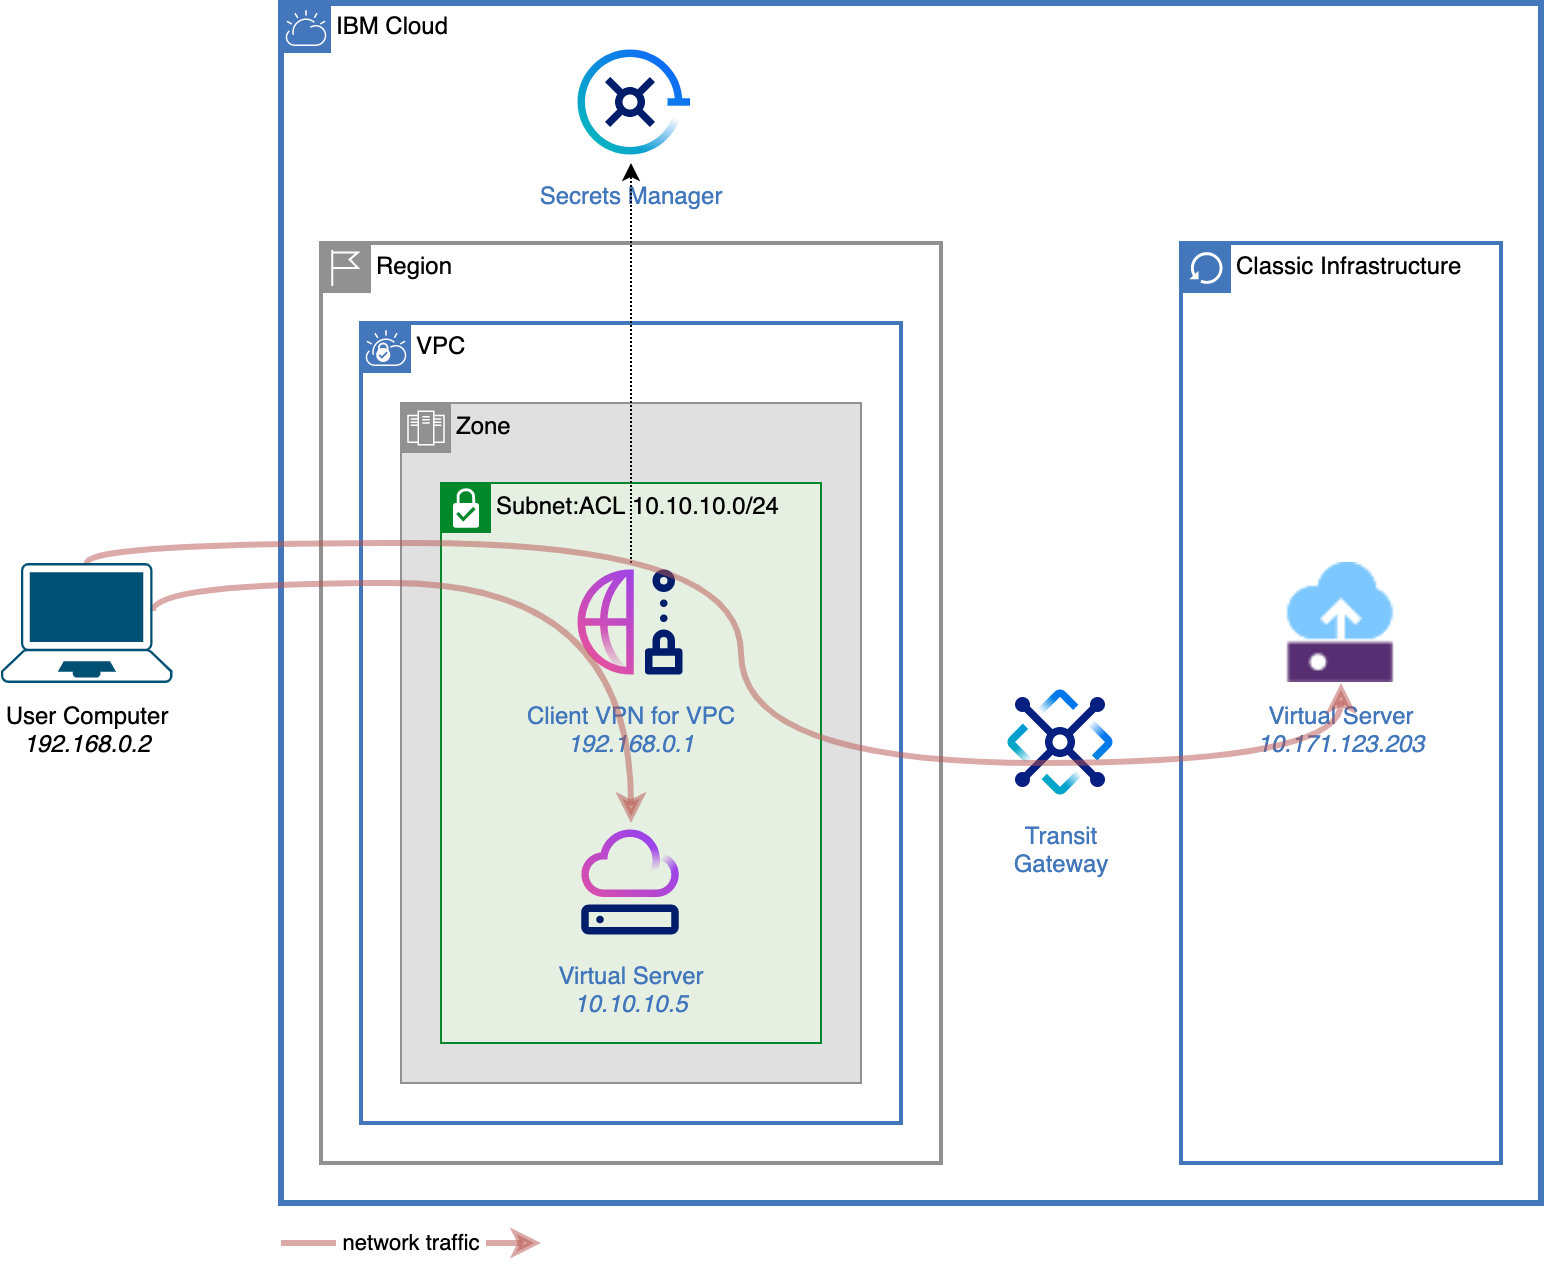 IBM Cloud
Secrets Manager
Region
Classic Infrastructure
VPC
Zone
Subnet:ACL 10.10.10.0/24
User Computer
192.168.0.2
Client VPN for VPC
192.168.0.1
Virtual Server
10.171.123.203
Transit
Gateway
Virtual Server
10.10.10.5
network traffic